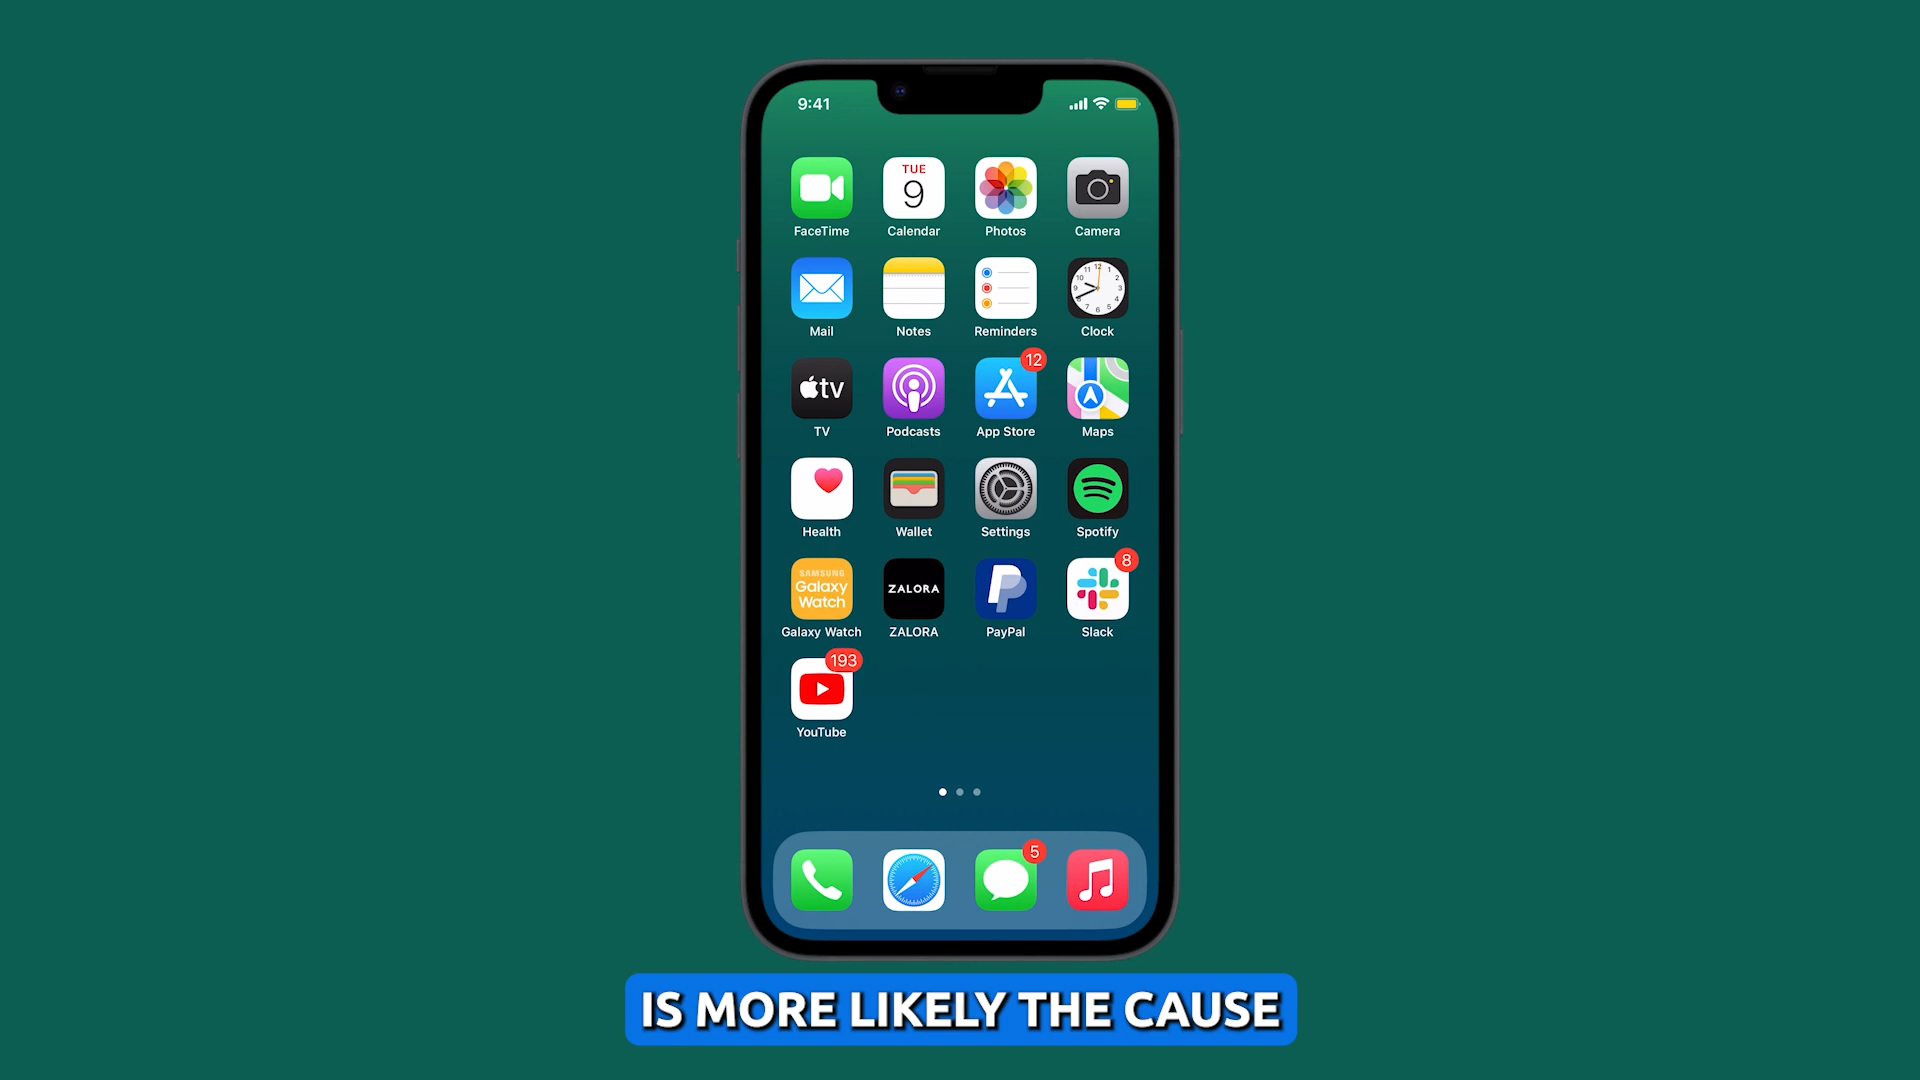 9:41
TUE
9
FaceTime
Calendar
Photos
Camera
Mail
Notes
Reminders
Clock
tv
12
TV
Podcasts
App Store
Maps
Health
Wallet
Settings
Spotify
SAMSUNG
Galaxy
Watch
ZALORA
8
Galaxy Watch
ZALORA
PayPal
Slack
193
YouTube
5
IS MORE LIKELY THE CAUSE